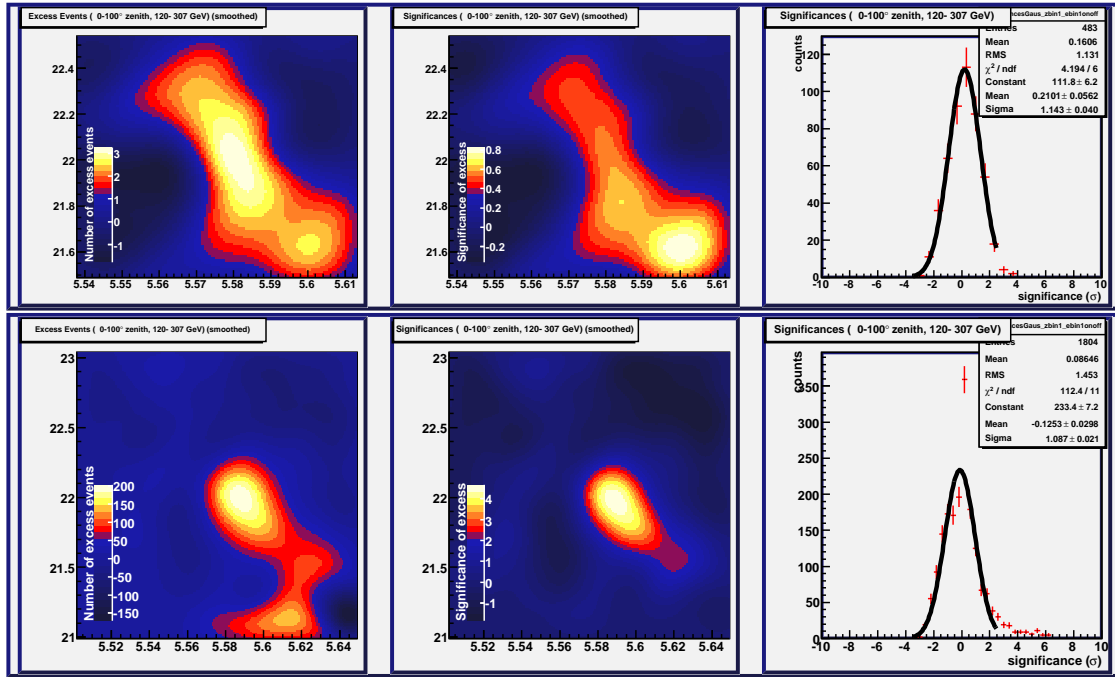 Excess Events ( 0-100° zenith, 120- 307 GeV) (smoothed)
22.4
22.2
22
21.8
21.6
Number of excess events
3
2
1
0
-1
5.54 5.55 5.56 5.57 5.58 5.59 5.6 5.61
Significances ( 0-100° zenith, 120- 307 GeV) (smoothed)
22.4
22.2
22
21.8
21.6
Significance of excess
0.8
0.6
0.4
0.2
0
-0.2
5.54 5.55 5.56 5.57 5.58 5.59 5.6 5.61
Significances ( 0-100° zenith, 120- 307 GeV)
cesGaus_zbin1_ebin1onoff
Entries 483
Mean 0.1606
RMS 1.131
χ² / ndf 4.194 / 6
Constant 111.8 ± 6.2
Mean 0.2101 ± 0.0562
Sigma 1.143 ± 0.040
counts
120
100
80
60
40
20
0
-10 -8 -6 -4 -2 0 2 4 6 8 10
significance (σ)
Excess Events ( 0-100° zenith, 120- 307 GeV) (smoothed)
23
22.5
22
21.5
21
Number of excess events
200
150
100
50
0
-50
-100
-150
5.52 5.54 5.56 5.58 5.6 5.62 5.64
Significances ( 0-100° zenith, 120- 307 GeV) (smoothed)
23
22.5
22
21.5
21
Significance of excess
4
3
2
1
0
-1
5.52 5.54 5.56 5.58 5.6 5.62 5.64
Significances ( 0-100° zenith, 120- 307 GeV)
cesGaus_zbin1_ebin1onoff
Entries 1804
Mean 0.08646
RMS 1.453
χ² / ndf 112.4 / 11
Constant 233.4 ± 7.2
Mean -0.1253 ± 0.0298
Sigma 1.087 ± 0.021
counts
350
300
250
200
150
100
50
0
-10 -8 -6 -4 -2 0 2 4 6 8 10
significance (σ)